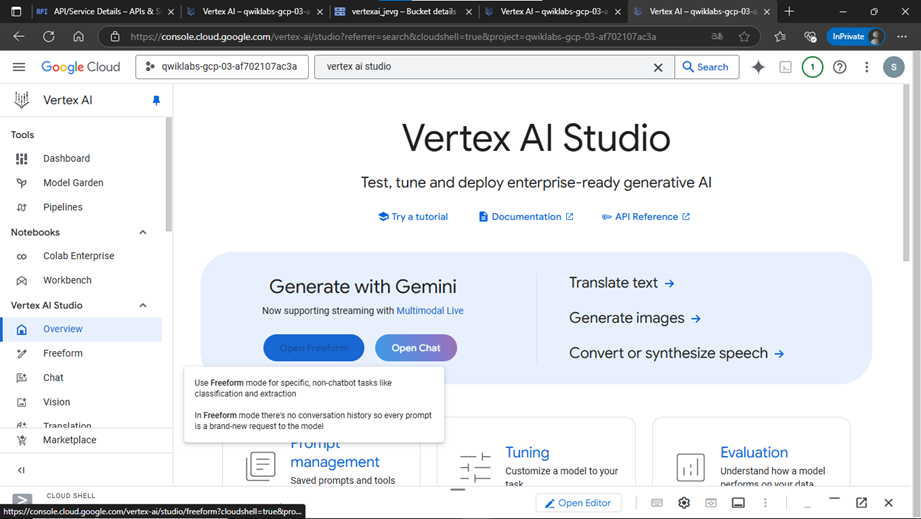 API API/Service Details – APIs & S
Vertex AI – qwiklabs-gcp-03-a
vertexai_jevg – Bucket details
Vertex AI – qwiklabs-gcp-03-a
Vertex AI – qwiklabs-gcp-03-a
https://console.cloud.google.com/vertex-ai/studio?referrer=search&cloudshell=true&project=qwiklabs-gcp-03-af702107ac3a
InPrivate
Google Cloud
qwiklabs-gcp-03-af702107ac3a
vertex ai studio
Search
1
S
Vertex AI
Tools
Dashboard
Model Garden
Pipelines
Notebooks
Colab Enterprise
Workbench
Vertex AI Studio
Overview
Freeform
Chat
Vision
Translation
Marketplace
Vertex AI Studio
Test, tune and deploy enterprise-ready generative AI
Try a tutorial
Documentation
API Reference
Generate with Gemini
Now supporting streaming with Multimodal Live
Open Freeform
Open Chat
Translate text →
Generate images →
Convert or synthesize speech →
Use Freeform mode for specific, non-chatbot tasks like
classification and extraction
In Freeform mode there's no conversation history so every prompt
is a brand-new request to the model
Prompt
management
Saved prompts and tools
Tuning
Customize a model to your
task
Evaluation
Understand how a model
performs on your data
CLOUD SHELL
Open Editor
https://console.cloud.google.com/vertex-ai/studio/freeform?cloudshell=true&pro...